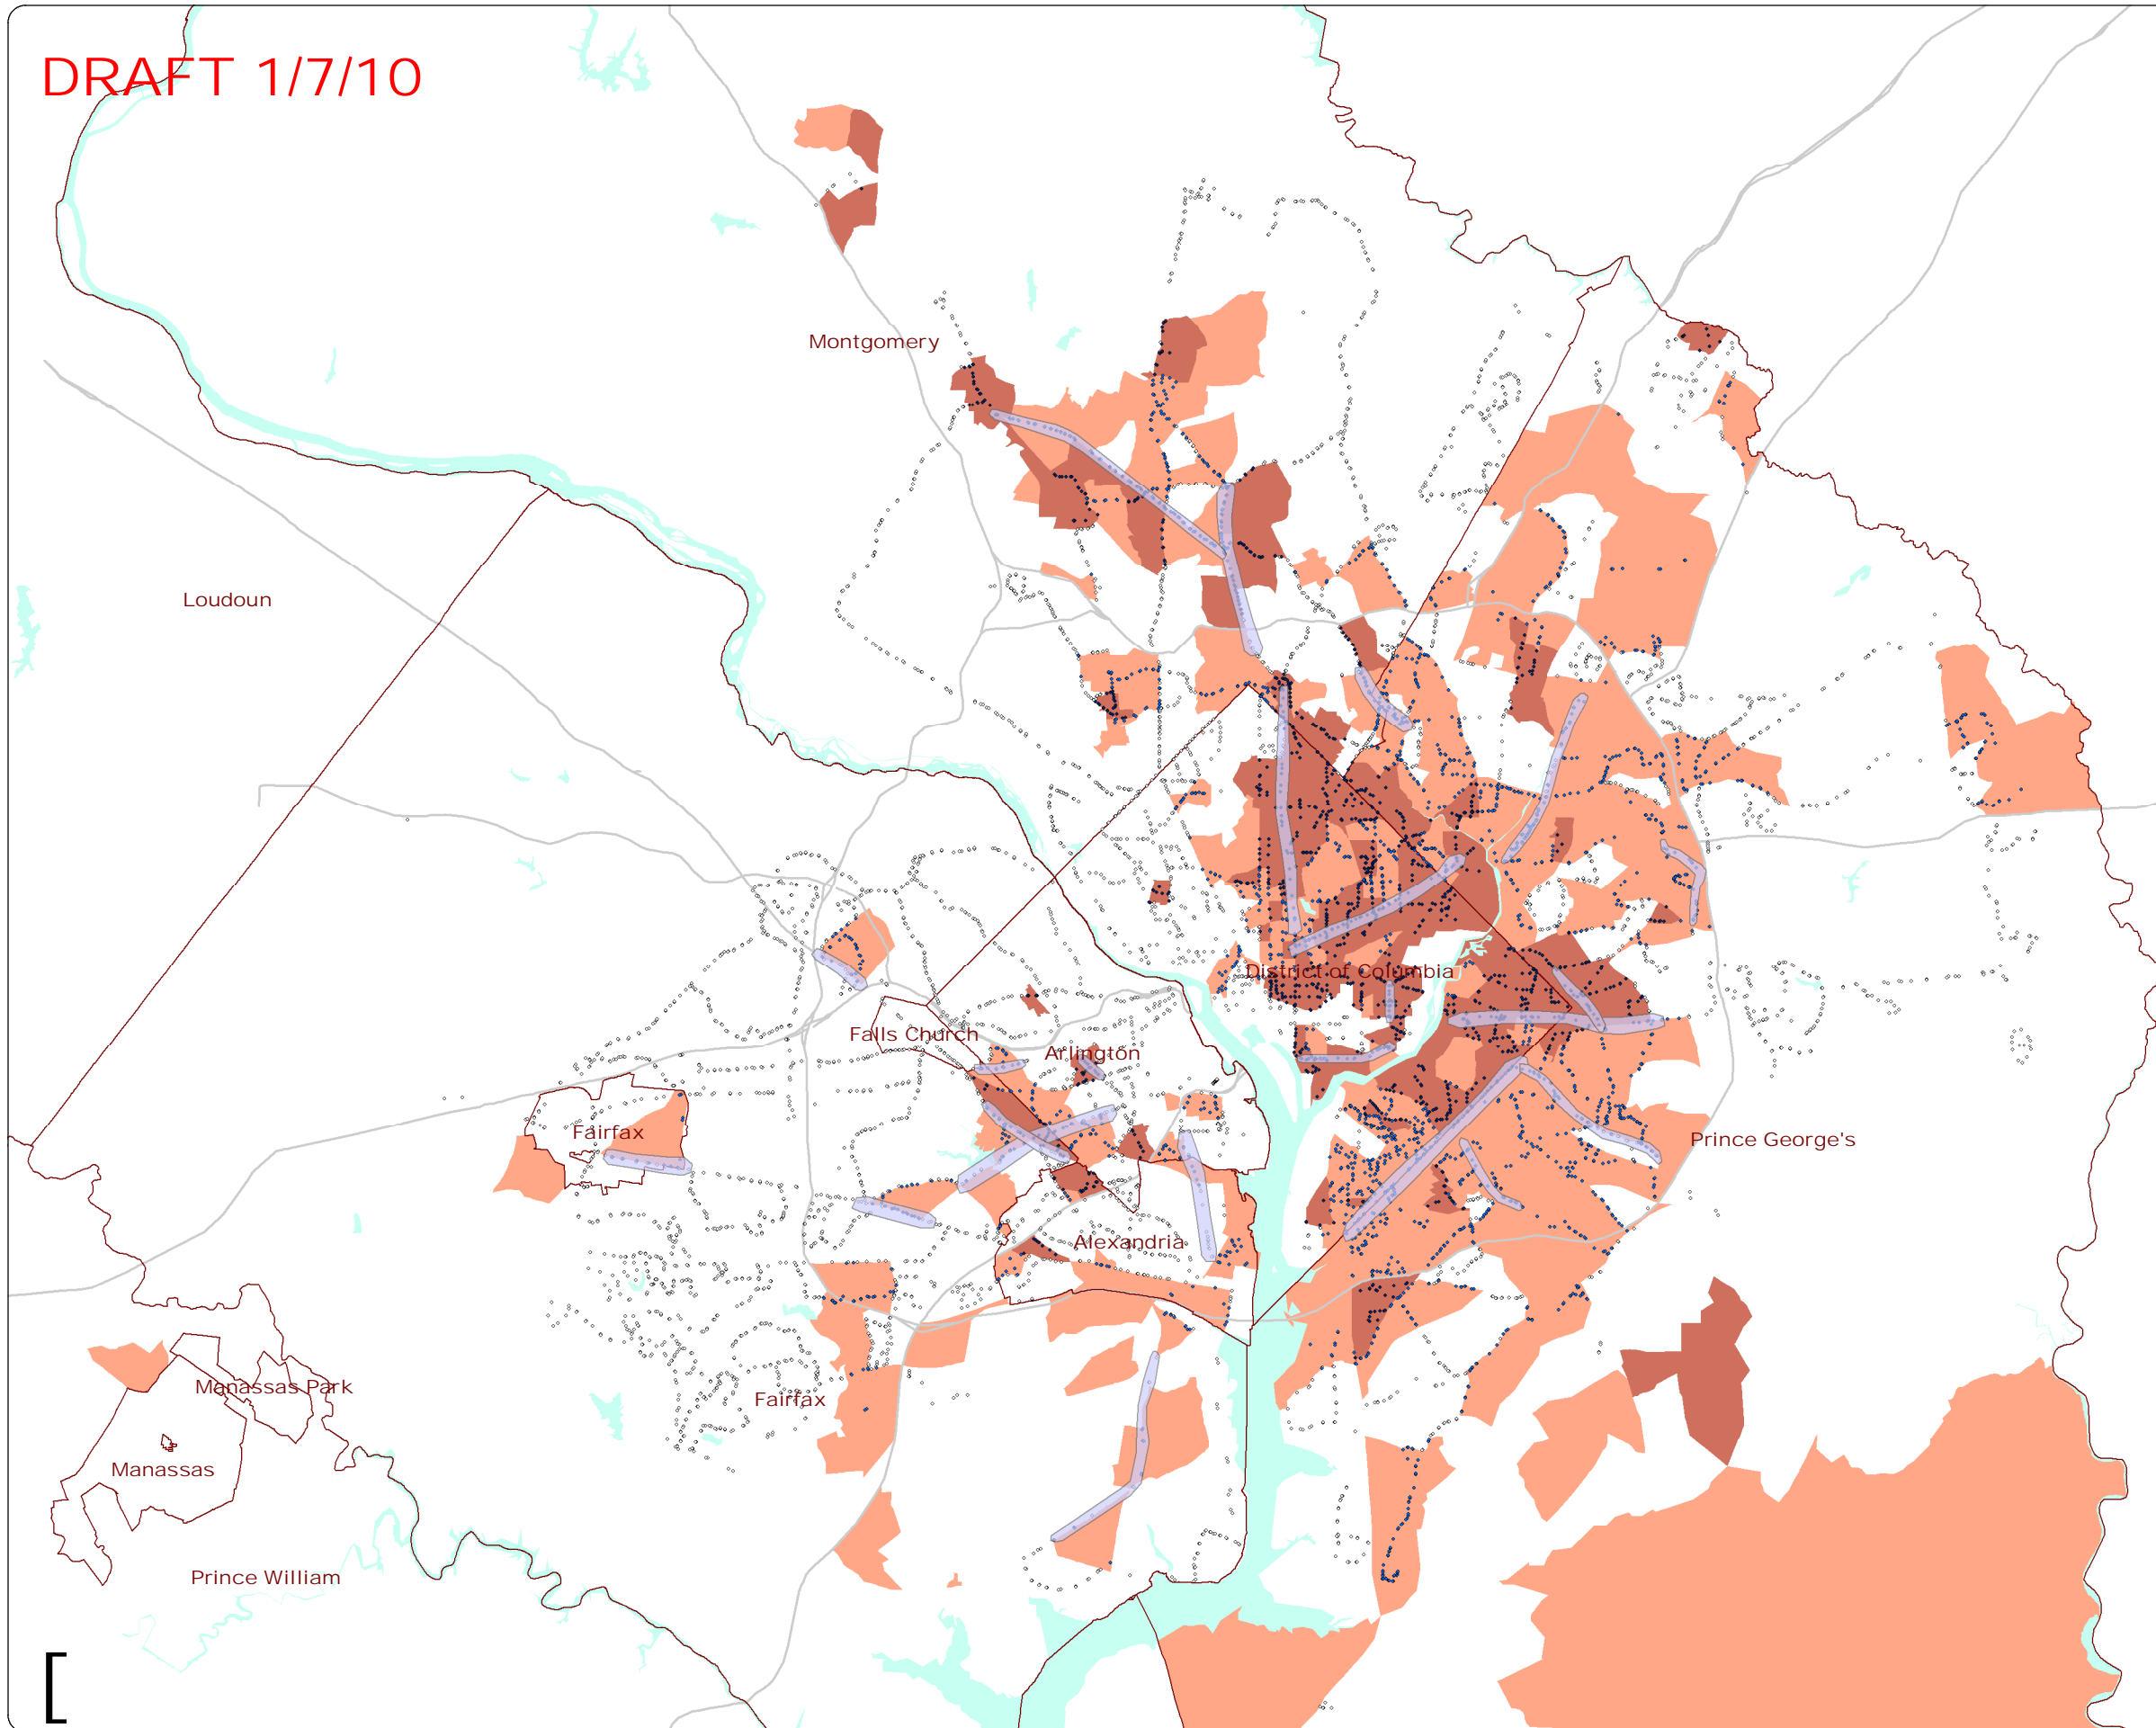 DRAFT 1/7/10
Montgomery
Loudoun
District of Columbia
Falls Church
Arlington
Fairfax
Prince George's
Alexandria
Manassas Park
Fairfax
Manassas
Prince William
[